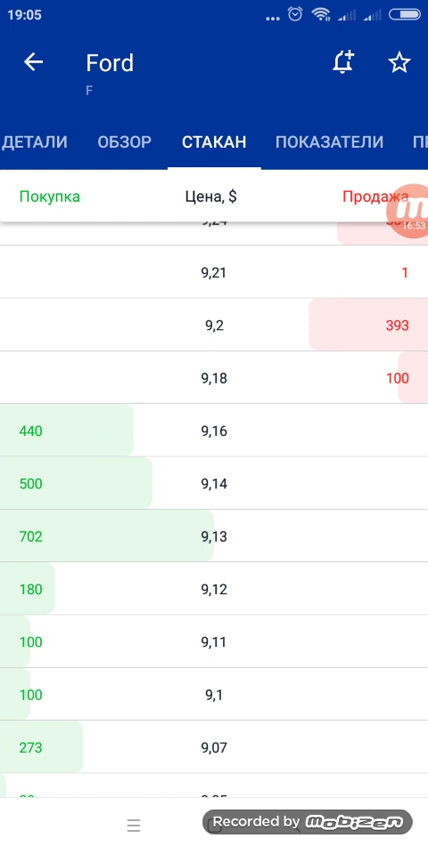 19:05
Ford
F
ДЕТАЛИ ОБЗОР СТАКАН ПОКАЗАТЕЛИ
Покупка Цена, $ Продажа
16:53
9,21 1
9,2 393
9,18 100
440 9,16
500 9,14
702 9,13
180 9,12
100 9,11
100 9,1
273 9,07
Recorded by mobizen